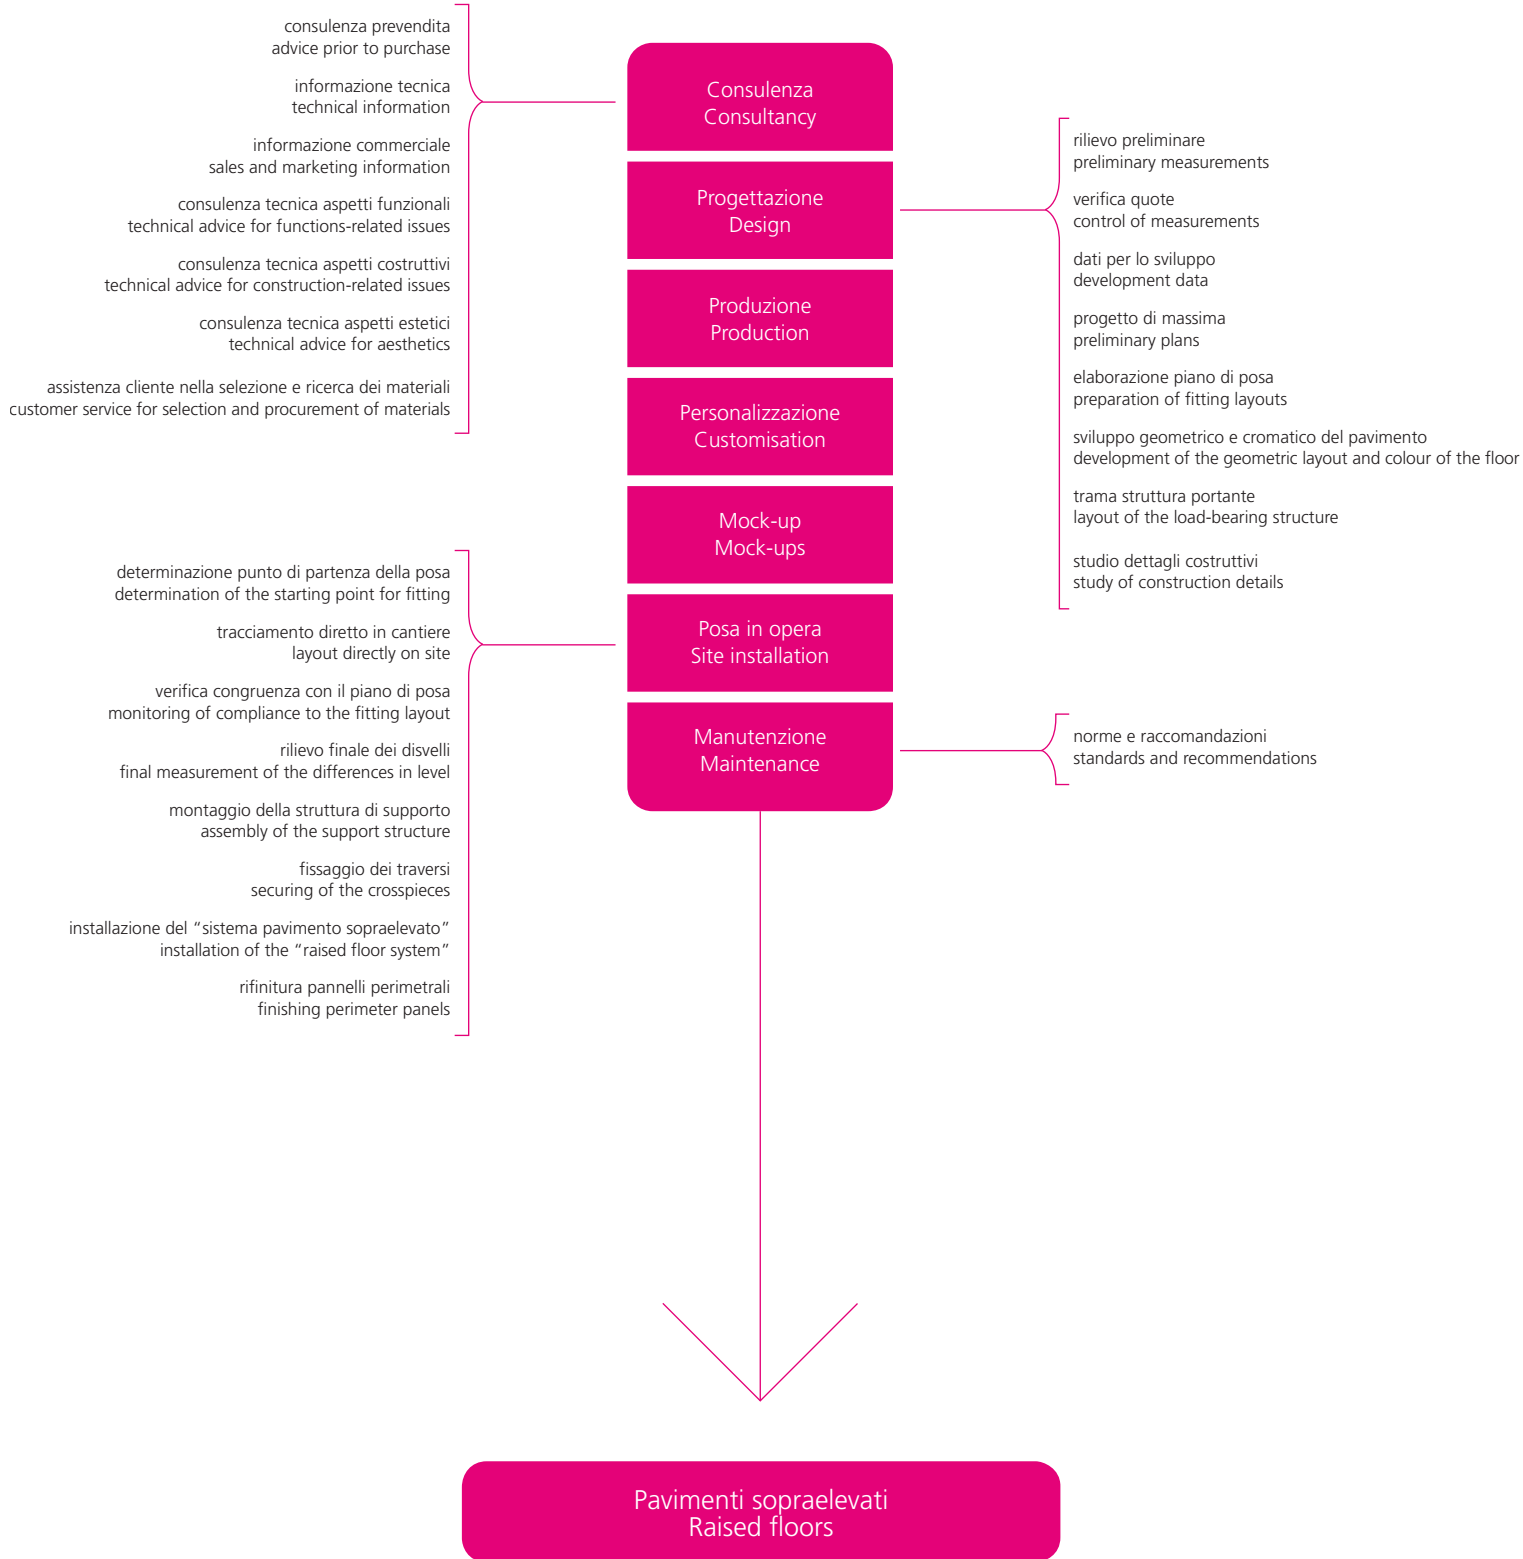 consulenza prevendita
advice prior to purchase
informazione tecnica
technical information
informazione commerciale
sales and marketing information
consulenza tecnica aspetti funzionali
technical advice for functions-related issues
consulenza tecnica aspetti costruttivi
technical advice for construction-related issues
consulenza tecnica aspetti estetici
technical advice for aesthetics
assistenza cliente nella selezione e ricerca dei materiali
customer service for selection and procurement of materials
Consulenza
Consultancy
Progettazione
Design
rilievo preliminare
preliminary measurements
verifica quote
control of measurements
dati per lo sviluppo
development data
progetto di massima
preliminary plans
elaborazione piano di posa
preparation of fitting layouts
sviluppo geometrico e cromatico del pavimento
development of the geometric layout and colour of the floor
trama struttura portante
layout of the load-bearing structure
studio dettagli costruttivi
study of construction details
Produzione
Production
Personalizzazione
Customisation
Mock-up
Mock-ups
Posa in opera
Site installation
determinazione punto di partenza della posa
determination of the starting point for fitting
tracciamento diretto in cantiere
layout directly on site
verifica congruenza con il piano di posa
monitoring of compliance to the fitting layout
rilievo finale dei disvelli
final measurement of the differences in level
montaggio della struttura di supporto
assembly of the support structure
fissaggio dei traversi
securing of the crosspieces
installazione del “sistema pavimento sopraelevato”
installation of the “raised floor system”
rifinitura pannelli perimetrali
finishing perimeter panels
Manutenzione
Maintenance
norme e raccomandazioni
standards and recommendations
Pavimenti sopraelevati
Raised floors